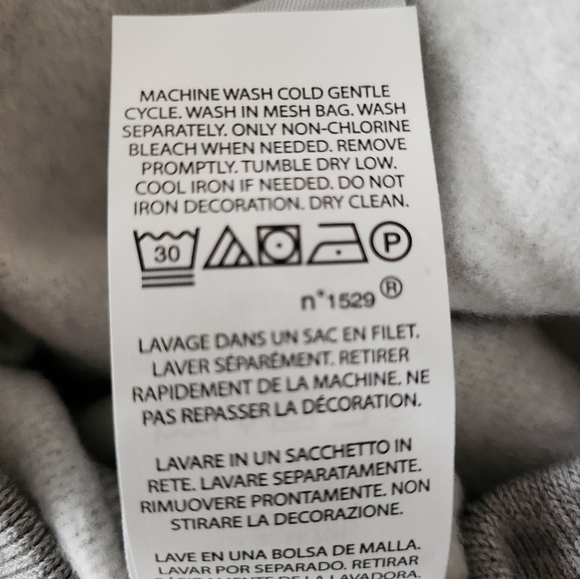 MACHINE WASH COLD GENTLE
CYCLE. WASH IN MESH BAG. WASH
SEPARATELY. ONLY NON-CHLORINE
BLEACH WHEN NEEDED. REMOVE
PROMPTLY. TUMBLE DRY LOW.
COOL IRON IF NEEDED. DO NOT
IRON DECORATION. DRY CLEAN.
30 P
n°1529 ®
LAVAGE DANS UN SAC EN FILET.
LAVER SÉPARÉMENT. RETIRER
RAPIDEMENT DE LA MACHINE. NE
PAS REPASSER LA DÉCORATION.
LAVARE IN UN SACCHETTO IN
RETE. LAVARE SEPARATAMENTE.
RIMUOVERE PRONTAMENTE. NON
STIRARE LA DECORAZIONE.
LAVE EN UNA BOLSA DE MALLA.
LAVAR POR SEPARADO. RETIRAR
RÁPIDAMENTE DE LA LAVADORA.